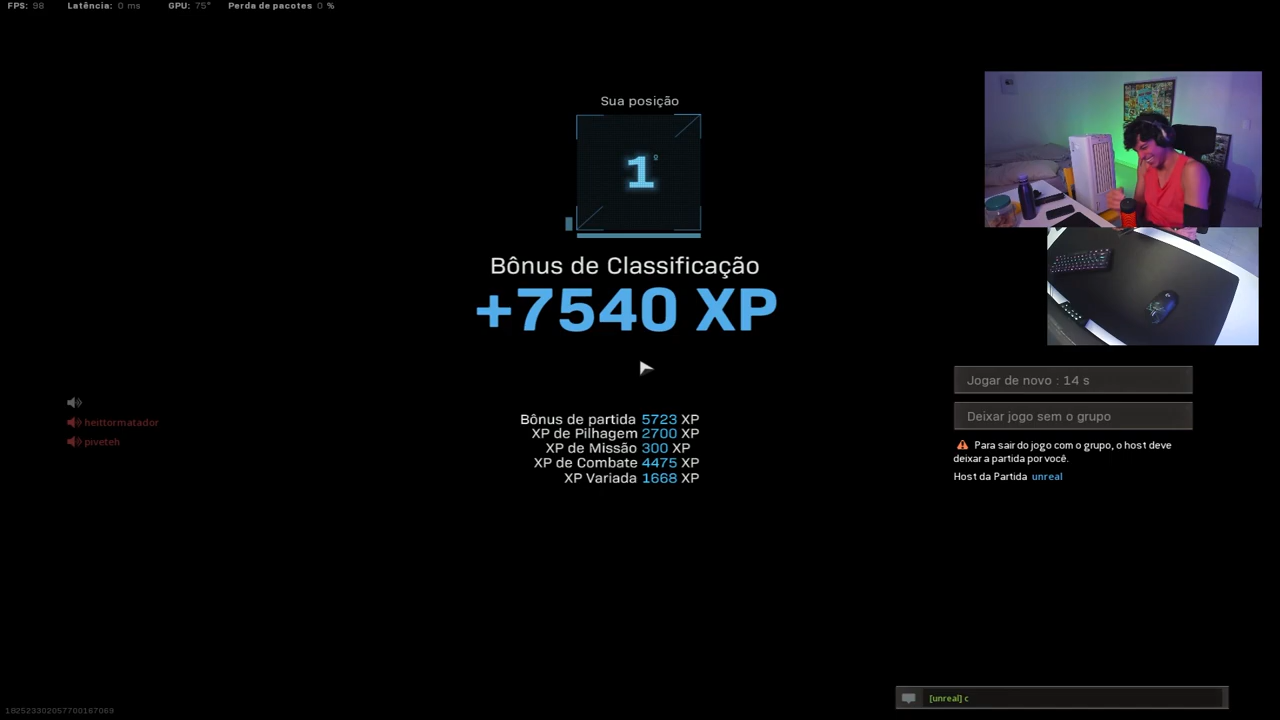 FPS: 98 Latência: 0 ms GPU: 75° Perda de pacotes 0 %
Sua posição
1º
Bônus de Classificação
+7540 XP
Bônus de partida 5723 XP
XP de Pilhagem 2700 XP
XP de Missão 300 XP
XP de Combate 4475 XP
XP Variada 1668 XP
heittormatador
piveteh
Jogar de novo : 14 s
Deixar jogo sem o grupo
Para sair do jogo com o grupo, o host deve
deixar a partida por você.
Host da Partida unreal
[unreal] c
18252330205770016​7069